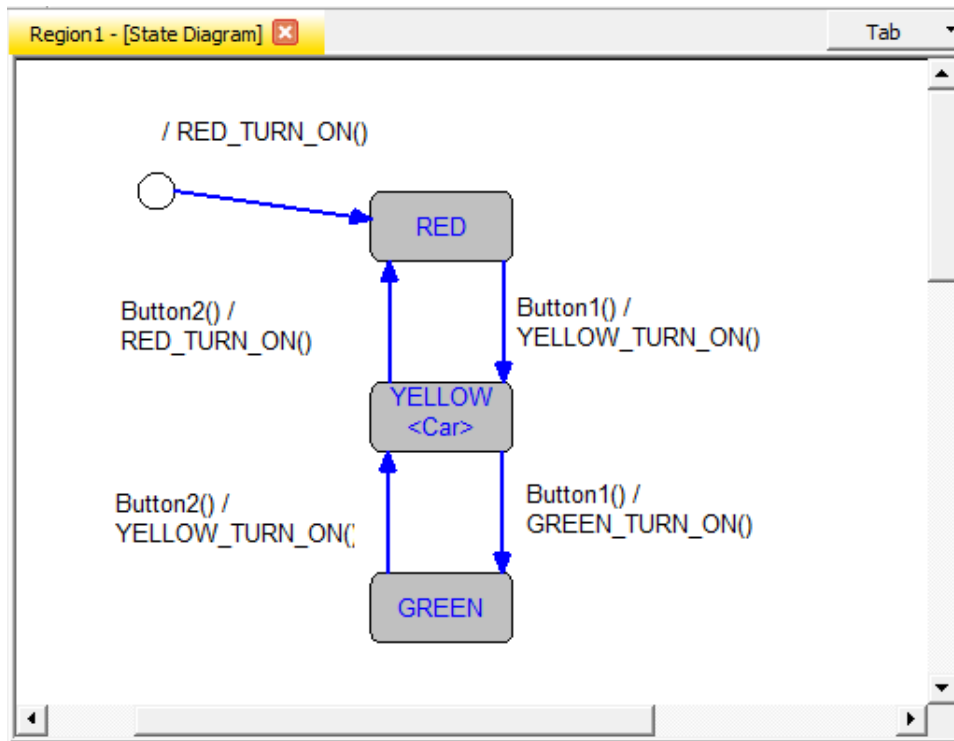 Region1 - [State Diagram]
Tab
/ RED_TURN_ON()
RED
Button2() /
RED_TURN_ON()
Button1() /
YELLOW_TURN_ON()
YELLOW
<Car>
Button2() /
YELLOW_TURN_ON()
Button1() /
GREEN_TURN_ON()
GREEN